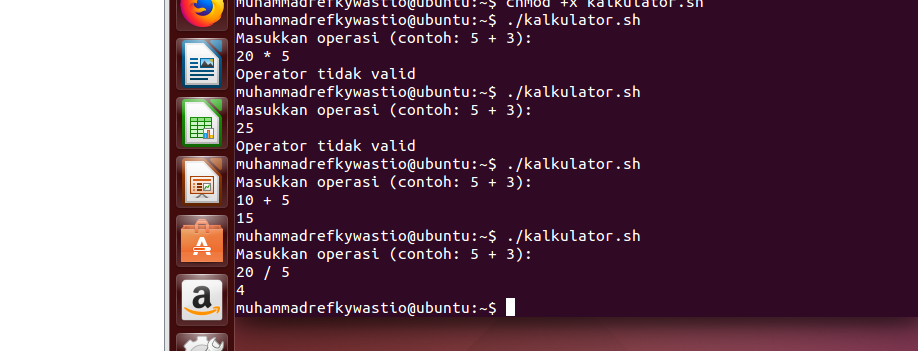 muhammadrefkywastio@ubuntu:~$ chmod +x kalkulator.sh
muhammadrefkywastio@ubuntu:~$ ./kalkulator.sh
Masukkan operasi (contoh: 5 + 3):
20 * 5
Operator tidak valid
muhammadrefkywastio@ubuntu:~$ ./kalkulator.sh
Masukkan operasi (contoh: 5 + 3):
25
Operator tidak valid
muhammadrefkywastio@ubuntu:~$ ./kalkulator.sh
Masukkan operasi (contoh: 5 + 3):
10 + 5
15
muhammadrefkywastio@ubuntu:~$ ./kalkulator.sh
Masukkan operasi (contoh: 5 + 3):
20 / 5
4
muhammadrefkywastio@ubuntu:~$